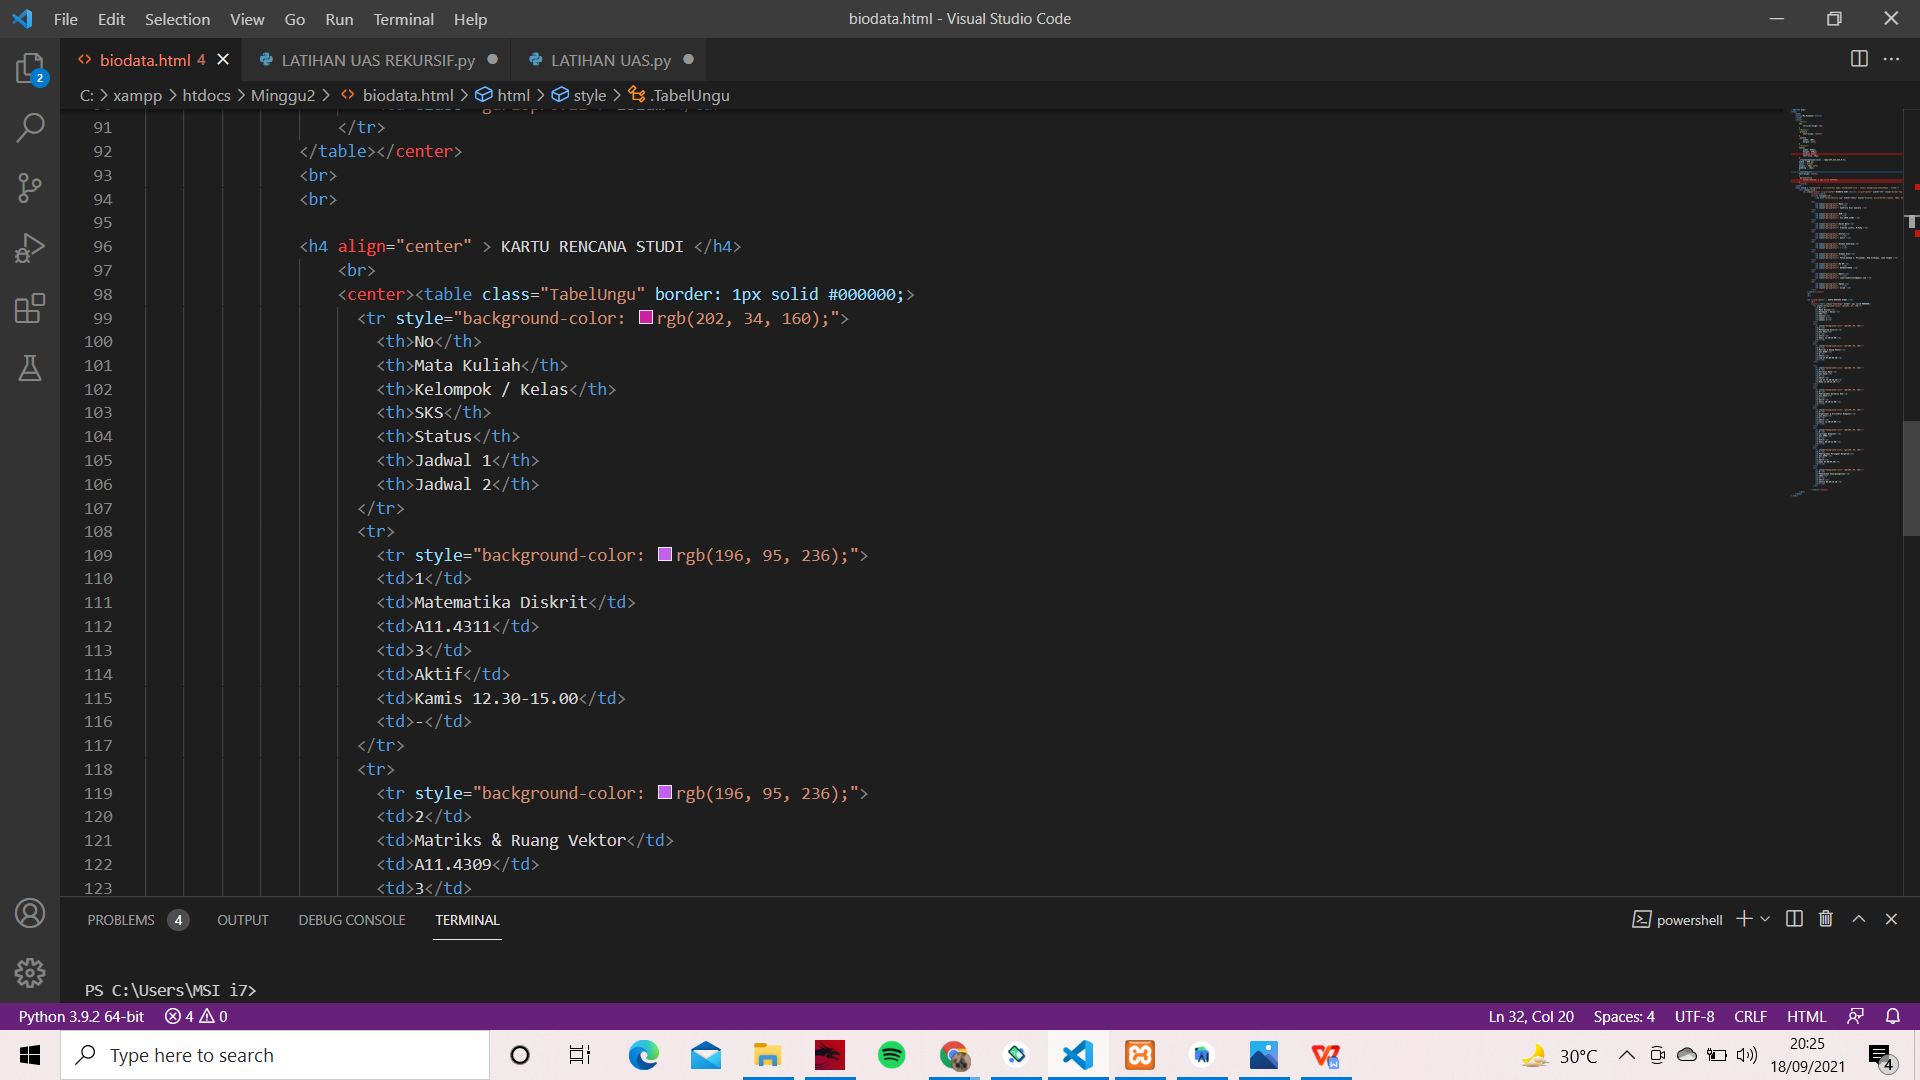 File Edit Selection View Go Run Terminal Help
biodata.html - Visual Studio Code
biodata.html 4
LATIHAN UAS REKURSIF.py
LATIHAN UAS.py
2
C: > xampp > htdocs > Minggu2 > <> biodata.html > html > style > .TabelUngu
91 </tr>
92 </table></center>
93 <br>
94 <br>
95
96 <h4 align="center" > KARTU RENCANA STUDI </h4>
97 <br>
98 <center><table class="TabelUngu" border: 1px solid #000000;>
99 <tr style="background-color: rgb(202, 34, 160);">
100 <th>No</th>
101 <th>Mata Kuliah</th>
102 <th>Kelompok / Kelas</th>
103 <th>SKS</th>
104 <th>Status</th>
105 <th>Jadwal 1</th>
106 <th>Jadwal 2</th>
107 </tr>
108 <tr>
109 <tr style="background-color: rgb(196, 95, 236);">
110 <td>1</td>
111 <td>Matematika Diskrit</td>
112 <td>A11.4311</td>
113 <td>3</td>
114 <td>Aktif</td>
115 <td>Kamis 12.30-15.00</td>
116 <td>-</td>
117 </tr>
118 <tr>
119 <tr style="background-color: rgb(196, 95, 236);">
120 <td>2</td>
121 <td>Matriks & Ruang Vektor</td>
122 <td>A11.4309</td>
123 <td>3</td>
PROBLEMS 4 OUTPUT DEBUG CONSOLE TERMINAL
powershell
PS C:\Users\MSI i7>
Python 3.9.2 64-bit 4 0
Ln 32, Col 20 Spaces: 4 UTF-8 CRLF HTML
Type here to search
30°C
20:25
18/09/2021
4